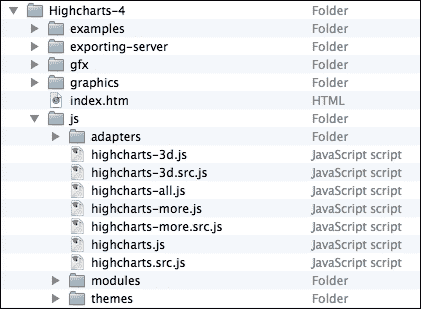 Highcharts-4 Folder
examples Folder
exporting-server Folder
gfx Folder
graphics Folder
index.htm HTML
js Folder
adapters Folder
highcharts-3d.js JavaScript script
highcharts-3d.src.js JavaScript script
highcharts-all.js JavaScript script
highcharts-more.js JavaScript script
highcharts-more.src.js JavaScript script
highcharts.js JavaScript script
highcharts.src.js JavaScript script
modules Folder
themes Folder